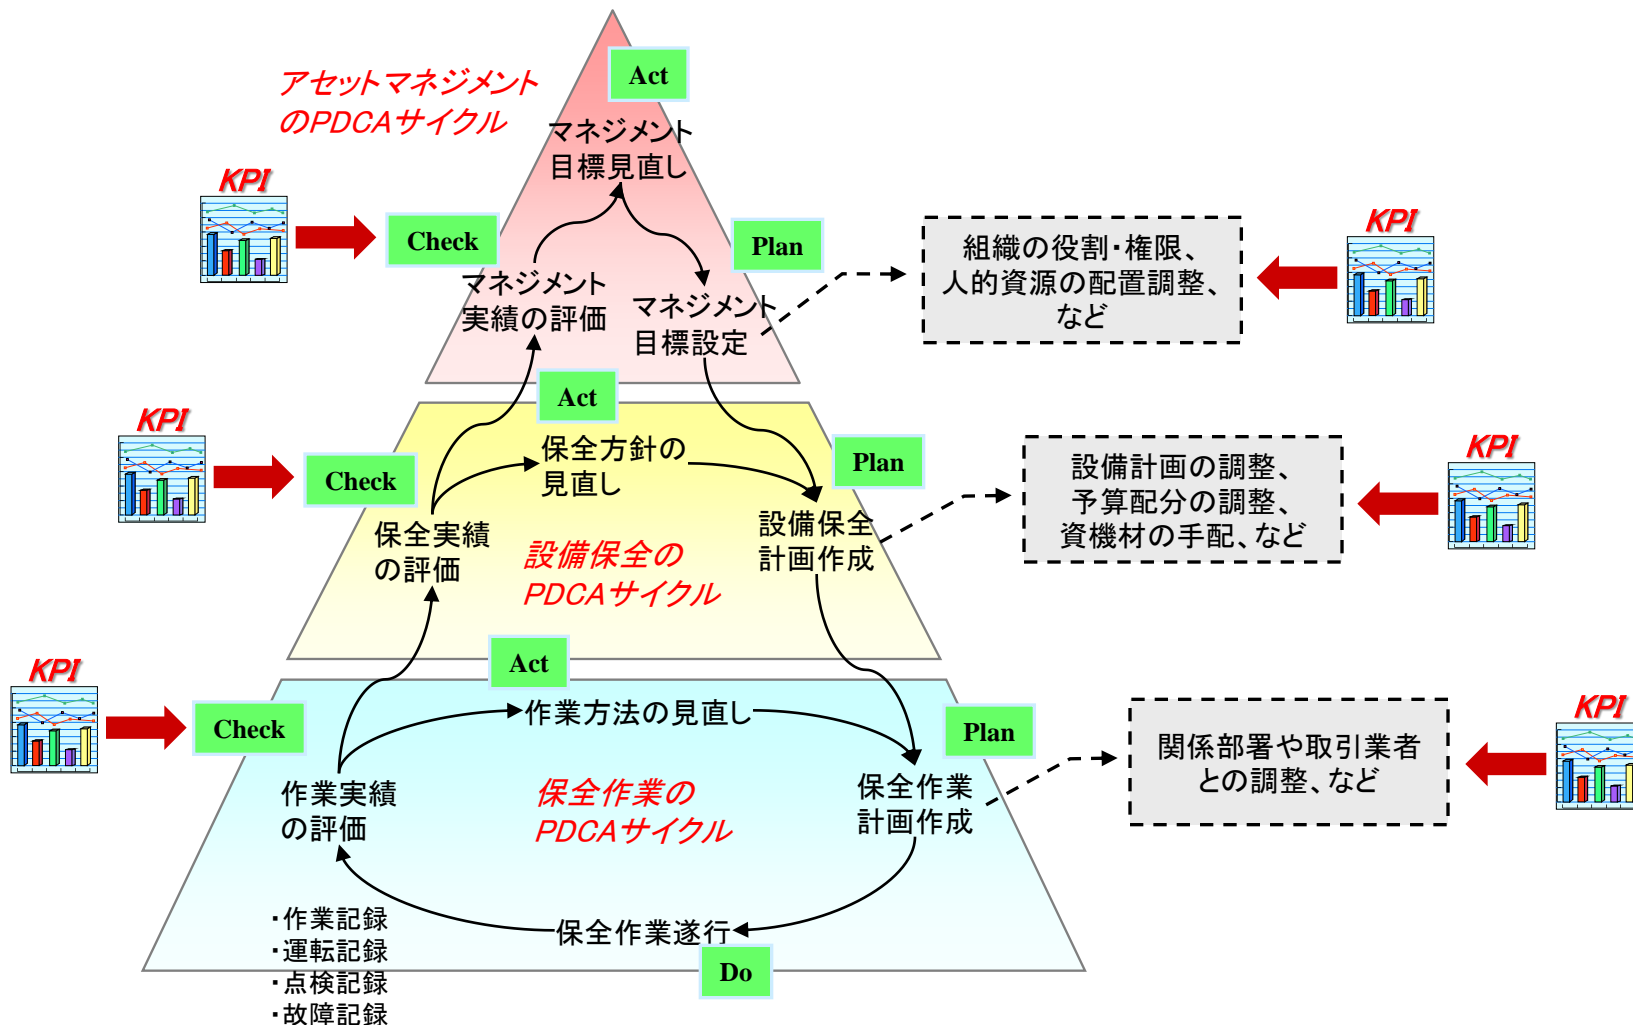 アセットマネジメント
のPDCAサイクル
Act
マネジメント
目標見直し
KPI
Check
Plan
マネジメント
実績の評価
マネジメント
目標設定
組織の役割・権限、
人的資源の配置調整、
など
KPI
Act
KPI
Check
保全方針の
見直し
Plan
保全実績
の評価
設備保全の
PDCAサイクル
設備保全
計画作成
設備計画の調整、
予算配分の調整、
資機材の手配、など
KPI
Act
KPI
Check
作業方法の見直し
Plan
作業実績
の評価
保全作業の
PDCAサイクル
保全作業
計画作成
関係部署や取引業者
との調整、など
KPI
保全作業遂行
Do
・作業記録
・運転記録
・点検記録
・故障記録